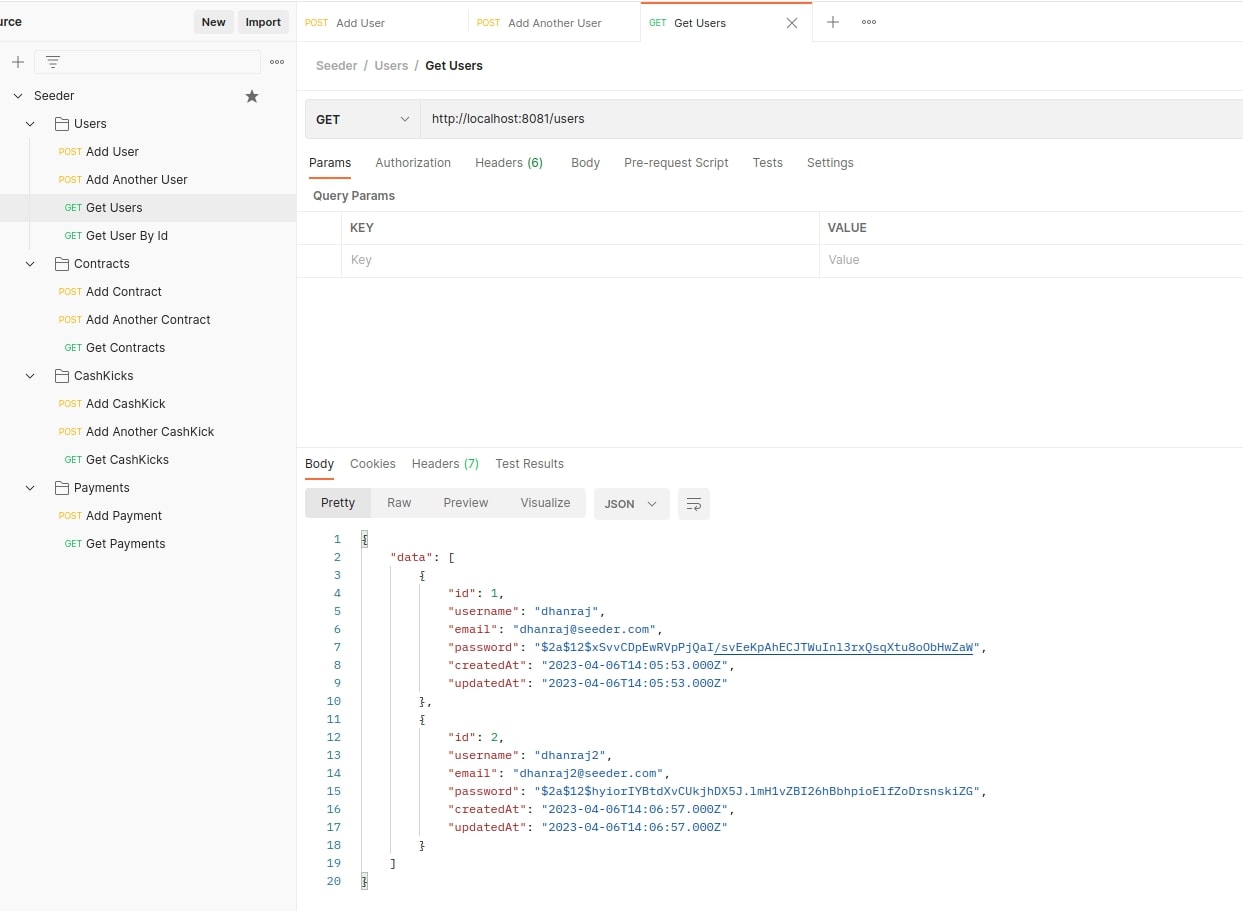 urce New Import
POST Add User POST Add Another User GET Get Users
Seeder / Users / Get Users
GET http://localhost:8081/users
Params Authorization Headers (6) Body Pre-request Script Tests Settings
Query Params
KEY VALUE
Key Value
Seeder
Users
POST Add User
POST Add Another User
GET Get Users
GET Get User By Id
Contracts
POST Add Contract
POST Add Another Contract
GET Get Contracts
CashKicks
POST Add CashKick
POST Add Another CashKick
GET Get CashKicks
Payments
POST Add Payment
GET Get Payments
Body Cookies Headers (7) Test Results
Pretty Raw Preview Visualize JSON
1 {
2 "data": [
3 {
4 "id": 1,
5 "username": "dhanraj",
6 "email": "dhanraj@seeder.com",
7 "password": "$2a$12$xSvvCDpEwRVpPjQaI/svEeKpAhECJTWuInl3rxQsqXtu8oObHwZaW",
8 "createdAt": "2023-04-06T14:05:53.000Z",
9 "updatedAt": "2023-04-06T14:05:53.000Z"
10 },
11 {
12 "id": 2,
13 "username": "dhanraj2",
14 "email": "dhanraj2@seeder.com",
15 "password": "$2a$12$hyiorIYBtdXvCUkjhDX5J.lmH1vZBI26hBbhpioElfZoDrsnskiZG",
16 "createdAt": "2023-04-06T14:06:57.000Z",
17 "updatedAt": "2023-04-06T14:06:57.000Z"
18 }
19 ]
20 }